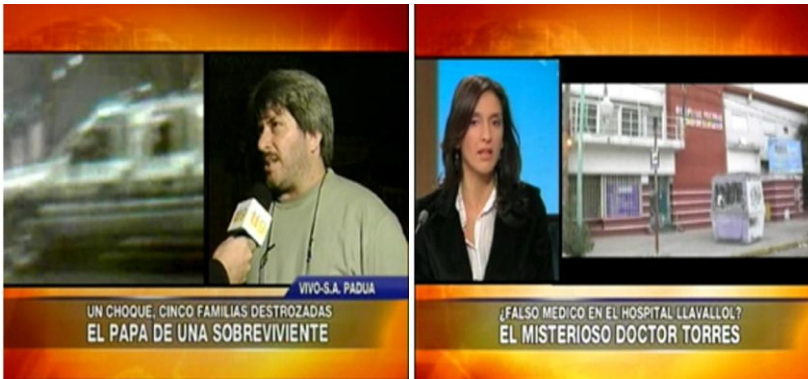 VIVO-S.A. PADUA
UN CHOQUE, CINCO FAMILIAS DESTROZADAS
EL PAPA DE UNA SOBREVIVIENTE
¿FALSO MEDICO EN EL HOSPITAL LLAVALLOL?
EL MISTERIOSO DOCTOR TORRES